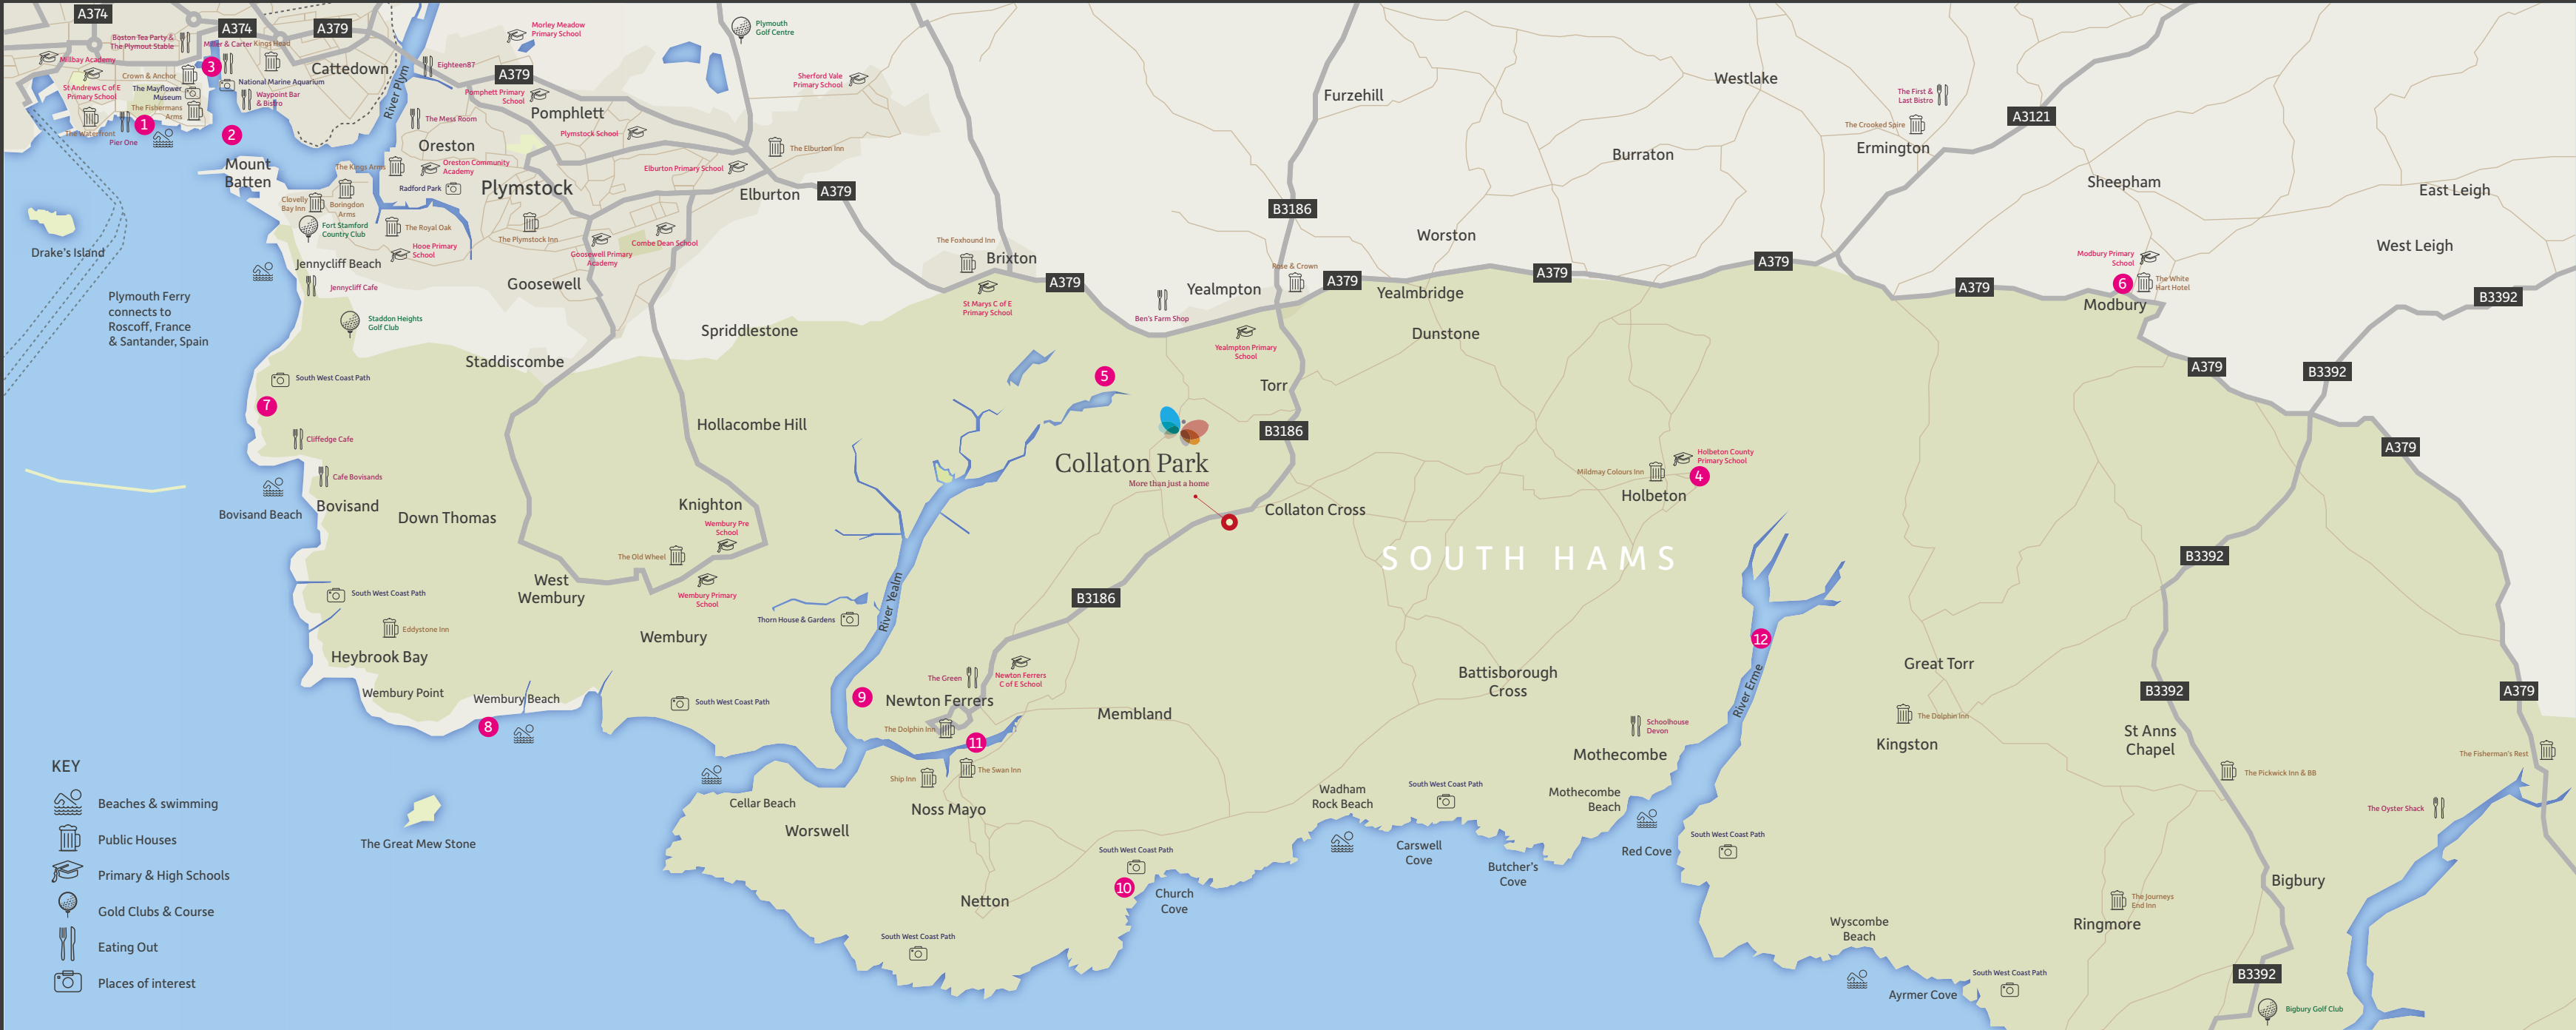 A374
A374
A379
Boston Tea Party &
The Plymout Stable
Miller & Carter
Kings Head
Millbay Academy
3
Cattedown
Crown & Anchor
National Marine Aquarium
St Andrews C of E
Primary School
The Mayflower
Museum
Waypoint Bar
& Bistro
The Fishermans
Arms
The Waterfront
Pier One
1
2
River Plym
Mount
Batten
Drake's Island
Plymouth Ferry
connects to
Roscoff, France
& Santander, Spain
Morley Meadow
Primary School
Plymouth
Golf Centre
Eighteen87
A379
Sherford Vale
Primary School
Pomphett Primary
School
Pomphlett
The Mess Room
Plymstock School
Oreston
The Elburton Inn
The Kings Arms
Oreston Community
Academy
Elburton Primary School
Radford Park
Plymstock
Elburton
A379
Clovelly
Bay Inn
Boringdon
Arms
Fort Stamford
Country Club
The Royal Oak
The Plymstock Inn
Hooe Primary
School
Combe Dean School
Goosewell Primary
Academy
Jennycliff Beach
Jennycliff Cafe
Goosewell
Staddon Heights
Golf Club
Spriddlestone
Staddiscombe
The Foxhound Inn
Brixton
A379
St Marys C of E
Primary School
Furzehill
B3186
Rose & Crown
Yealmpton
A379
Ben's Farm Shop
Yealmpton Primary
School
Yealmbridge
Dunstone
Worston
A379
A379
Westlake
Burraton
The First &
Last Bistro
The Crooked Spire
Ermington
A3121
Sheepham
East Leigh
West Leigh
Modbury Primary
School
6
The White
Hart Hotel
Modbury
A379
B3392
A379
B3392
A379
South West Coast Path
7
Cliffedge Cafe
Cafe Bovisands
Bovisand Beach
Bovisand
Down Thomas
Hollacombe Hill
5
Torr
B3186
Collaton Park
More than just a home
Collaton Cross
SOUTH HAMS
Mildmay Colours Inn
Holbeton County
Primary School
4
Holbeton
Knighton
Wembury Pre
School
The Old Wheel
Wembury Primary
School
West
Wembury
South West Coast Path
Eddystone Inn
Heybrook Bay
Wembury
Thorn House & Gardens
River Yealm
B3186
B3392
12
River Erme
Great Torr
Wembury Point
Wembury Beach
8
South West Coast Path
9
The Green
Newton Ferrers
C of E School
Newton Ferrers
The Dolphin Inn
11
Membland
Battisborough
Cross
Schoolhouse
Devon
Mothecombe
The Dolphin Inn
Kingston
B3392
A379
St Anns
Chapel
The Pickwick Inn & BB
The Fisherman's Rest
The Oyster Shack
Ship Inn
The Swan Inn
Cellar Beach
Noss Mayo
Worswell
The Great Mew Stone
Wadham
Rock Beach
South West Coast Path
Mothecombe
Beach
Carswell
Cove
Butcher's
Cove
Red Cove
South West Coast Path
South West Coast Path
10
Church
Cove
Netton
South West Coast Path
Wyscombe
Beach
The Journeys
End Inn
Ringmore
Bigbury
South West Coast Path
Ayrmer Cove
B3392
Bigbury Golf Club
KEY
Beaches & swimming
Public Houses
Primary & High Schools
Gold Clubs & Course
Eating Out
Places of interest